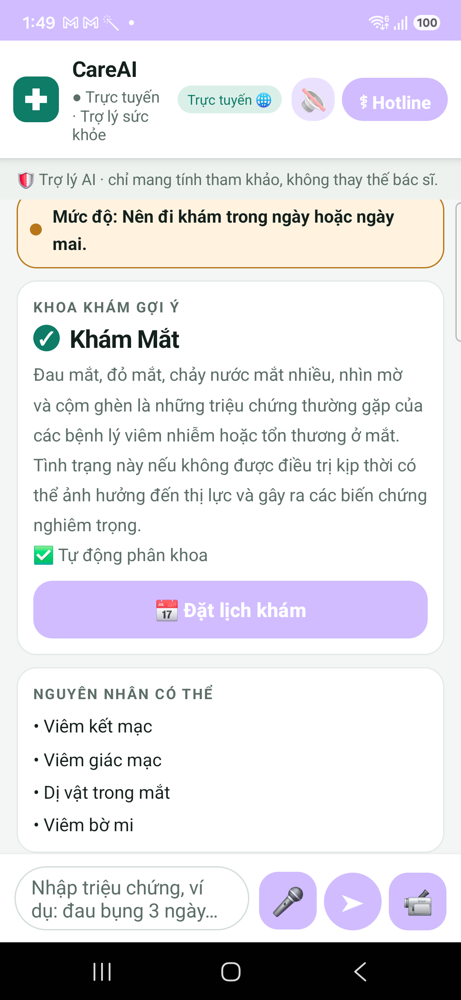 1:49
6
100
CareAI
● Trực tuyến
· Trợ lý sức
khỏe
Trực tuyến
Hotline
Trợ lý AI · chỉ mang tính tham khảo, không thay thế bác sĩ.
Mức độ: Nên đi khám trong ngày hoặc ngày
mai.
KHOA KHÁM GỢI Ý
Khám Mắt
Đau mắt, đỏ mắt, chảy nước mắt nhiều, nhìn mờ
và cộm ghèn là những triệu chứng thường gặp của
các bệnh lý viêm nhiễm hoặc tổn thương ở mắt.
Tình trạng này nếu không được điều trị kịp thời có
thể ảnh hưởng đến thị lực và gây ra các biến chứng
nghiêm trọng.
✅ Tự động phân khoa
JUL
17
Đặt lịch khám
NGUYÊN NHÂN CÓ THỂ
• Viêm kết mạc
• Viêm giác mạc
• Dị vật trong mắt
• Viêm bờ mi
Nhập triệu chứng, ví
dụ: đau bụng 3 ngày...